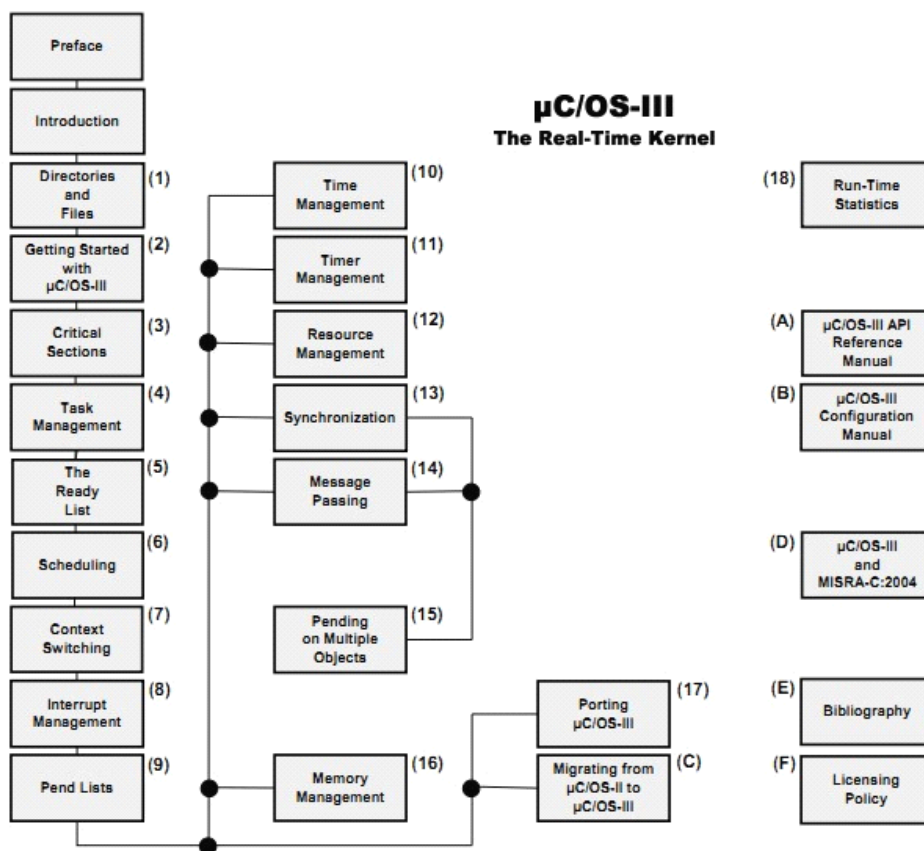 Preface
Introduction
Directories
and
Files
(1)
Getting Started
with
µC/OS-III
(2)
Critical
Sections
(3)
Task
Management
(4)
The
Ready
List
(5)
Scheduling
(6)
Context
Switching
(7)
Interrupt
Management
(8)
Pend Lists
(9)
µC/OS-III
The Real-Time Kernel
Time
Management
(10)
Timer
Management
(11)
Resource
Management
(12)
Synchronization
(13)
Message
Passing
(14)
Pending
on Multiple
Objects
(15)
Memory
Management
(16)
Porting
µC/OS-III
(17)
Migrating from
µC/OS-II to
µC/OS-III
(C)
(18)
Run-Time
Statistics
(A)
µC/OS-III API
Reference
Manual
(B)
µC/OS-III
Configuration
Manual
(D)
µC/OS-III
and
MISRA-C:2004
(E)
Bibliography
(F)
Licensing
Policy